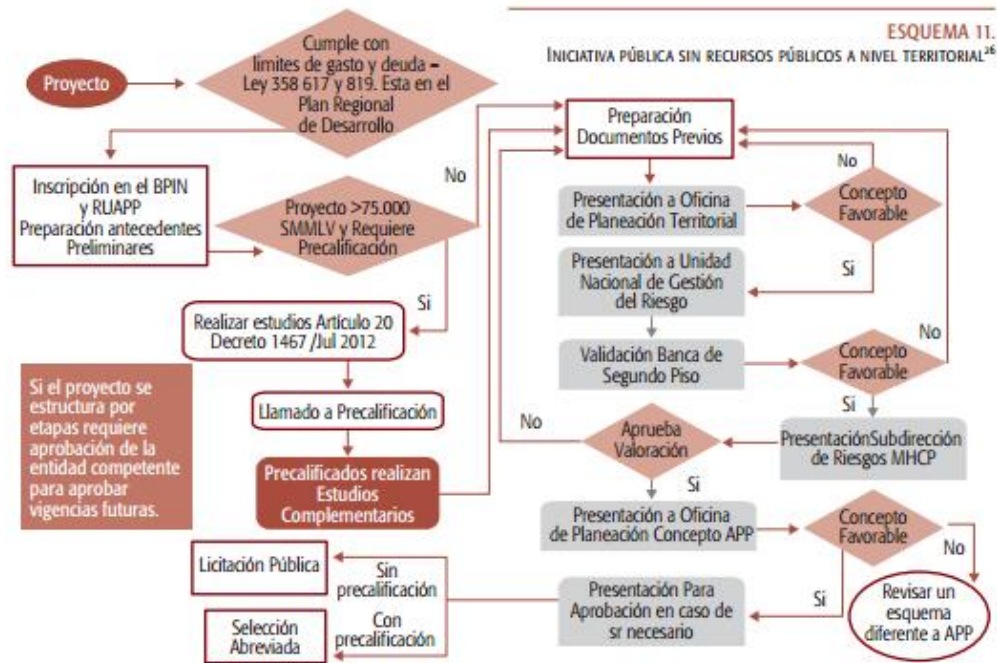 ESQUEMA 11.
INICIATIVA PÚBLICA SIN RECURSOS PÚBLICOS A NIVEL TERRITORIAL²⁶
Proyecto
Cumple con
limites de gasto y deuda –
Ley 358 617 y 819. Esta en el
Plan Regional
de Desarrollo
Inscripción en el BPIN
y RUAPP
Preparación antecedentes
Preliminares
Proyecto >75.000
SMMLV y Requiere
Precalificación
No
Si
Realizar estudios Artículo 20
Decreto 1467 /Jul 2012
Llamado a Precalificación
Precalificados realizan
Estudios
Complementarios
Si el proyecto se
estructura por
etapas requiere
aprobación de la
entidad competente
para aprobar
vigencias futuras.
Preparación
Documentos Previos
Presentación a Oficina
de Planeación Territorial
Concepto
Favorable
No
Si
Presentación a Unidad
Nacional de Gestión
del Riesgo
Validación Banca de
Segundo Piso
Concepto
Favorable
No
Si
PresentaciónSubdirección
de Riesgos MHCP
Aprueba
Valoración
No
Si
Presentación a Oficina
de Planeación Concepto APP
Concepto
Favorable
No
Si
Revisar un
esquema
diferente a APP
Presentación Para
Aprobación en caso de
sr necesario
Sin
precalificación
Con
precalificación
Licitación Pública
Selección
Abreviada